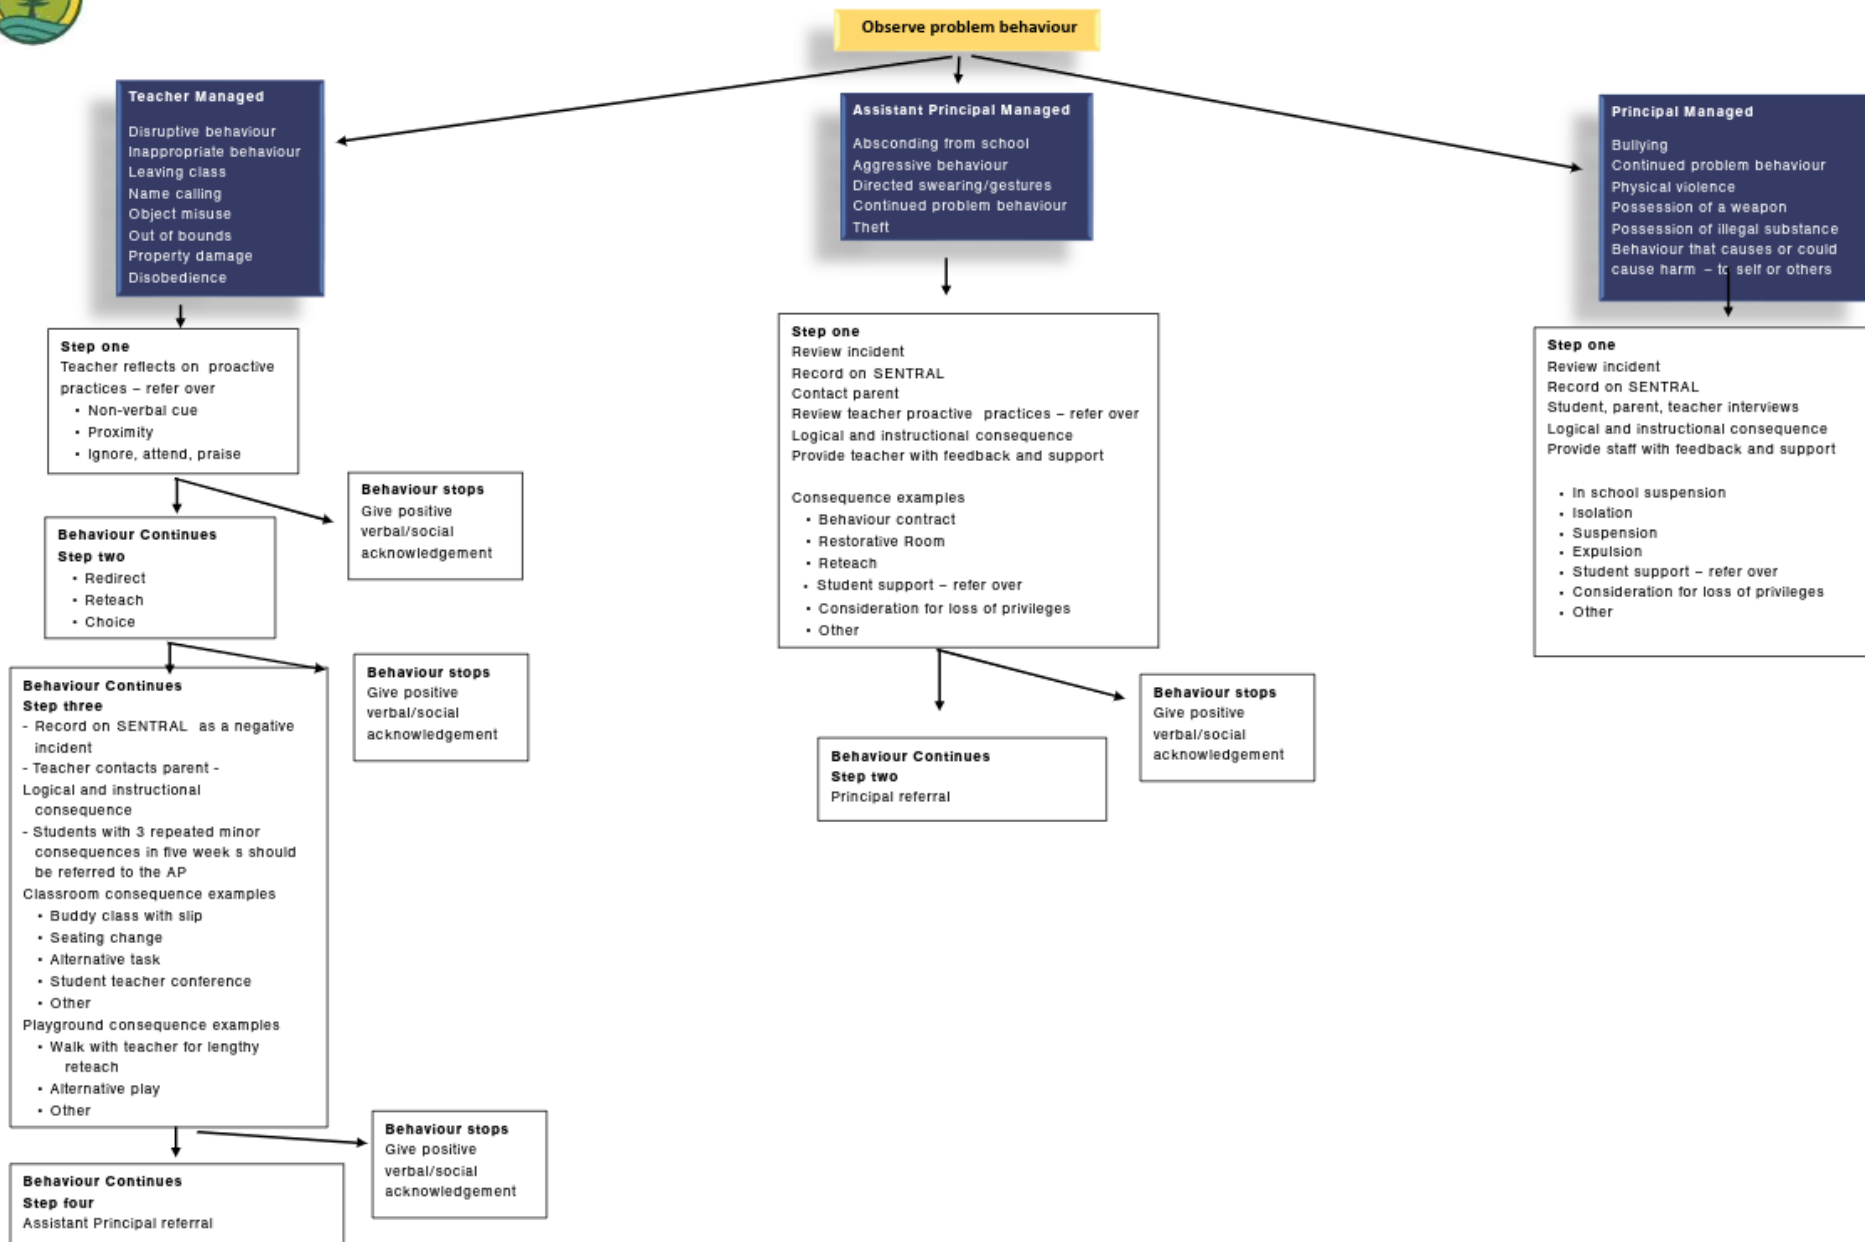 Observe problem behaviour
Teacher Managed
Disruptive behaviour
Inappropriate behaviour
Leaving class
Name calling
Object misuse
Out of bounds
Property damage
Disobedience
Step one
Teacher reflects on proactive
practices – refer over
• Non-verbal cue
• Proximity
• Ignore, attend, praise
Behaviour stops
Give positive
verbal/social
acknowledgement
Behaviour Continues
Step two
• Redirect
• Reteach
• Choice
Behaviour stops
Give positive
verbal/social
acknowledgement
Behaviour Continues
Step three
- Record on SENTRAL as a negative
incident
- Teacher contacts parent -
Logical and instructional
consequence
- Students with 3 repeated minor
consequences in five week s should
be referred to the AP
Classroom consequence examples
• Buddy class with slip
• Seating change
• Alternative task
• Student teacher conference
• Other
Playground consequence examples
• Walk with teacher for lengthy
reteach
• Alternative play
• Other
Behaviour stops
Give positive
verbal/social
acknowledgement
Behaviour Continues
Step four
Assistant Principal referral
Assistant Principal Managed
Absconding from school
Aggressive behaviour
Directed swearing/gestures
Continued problem behaviour
Theft
Step one
Review incident
Record on SENTRAL
Contact parent
Review teacher proactive practices – refer over
Logical and instructional consequence
Provide teacher with feedback and support
Consequence examples
• Behaviour contract
• Restorative Room
• Reteach
• Student support – refer over
• Consideration for loss of privileges
• Other
Behaviour stops
Give positive
verbal/social
acknowledgement
Behaviour Continues
Step two
Principal referral
Principal Managed
Bullying
Continued problem behaviour
Physical violence
Possession of a weapon
Possession of illegal substance
Behaviour that causes or could
cause harm – to self or others
Step one
Review incident
Record on SENTRAL
Student, parent, teacher interviews
Logical and instructional consequence
Provide staff with feedback and support
• In school suspension
• Isolation
• Suspension
• Expulsion
• Student support – refer over
• Consideration for loss of privileges
• Other